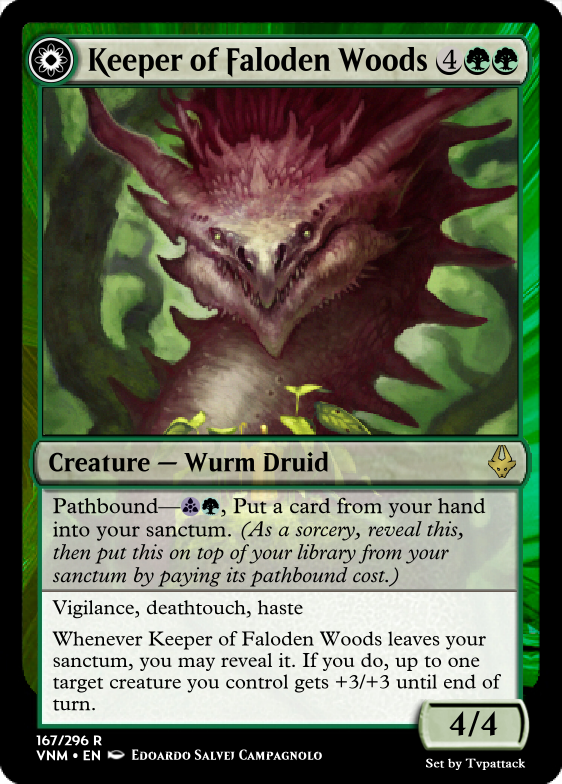 Keeper of Faloden Woods 4
Creature — Wurm Druid
Pathbound—, Put a card from your hand
into your sanctum. (As a sorcery, reveal this,
then put this on top of your library from your
sanctum by paying its pathbound cost.)
Vigilance, deathtouch, haste
Whenever Keeper of Faloden Woods leaves your
sanctum, you may reveal it. If you do, up to one
target creature you control gets +3/+3 until end of
turn.
4/4
167/296 R
VNM • EN Edoardo Salvej Campagnolo
Set by Tvpattack